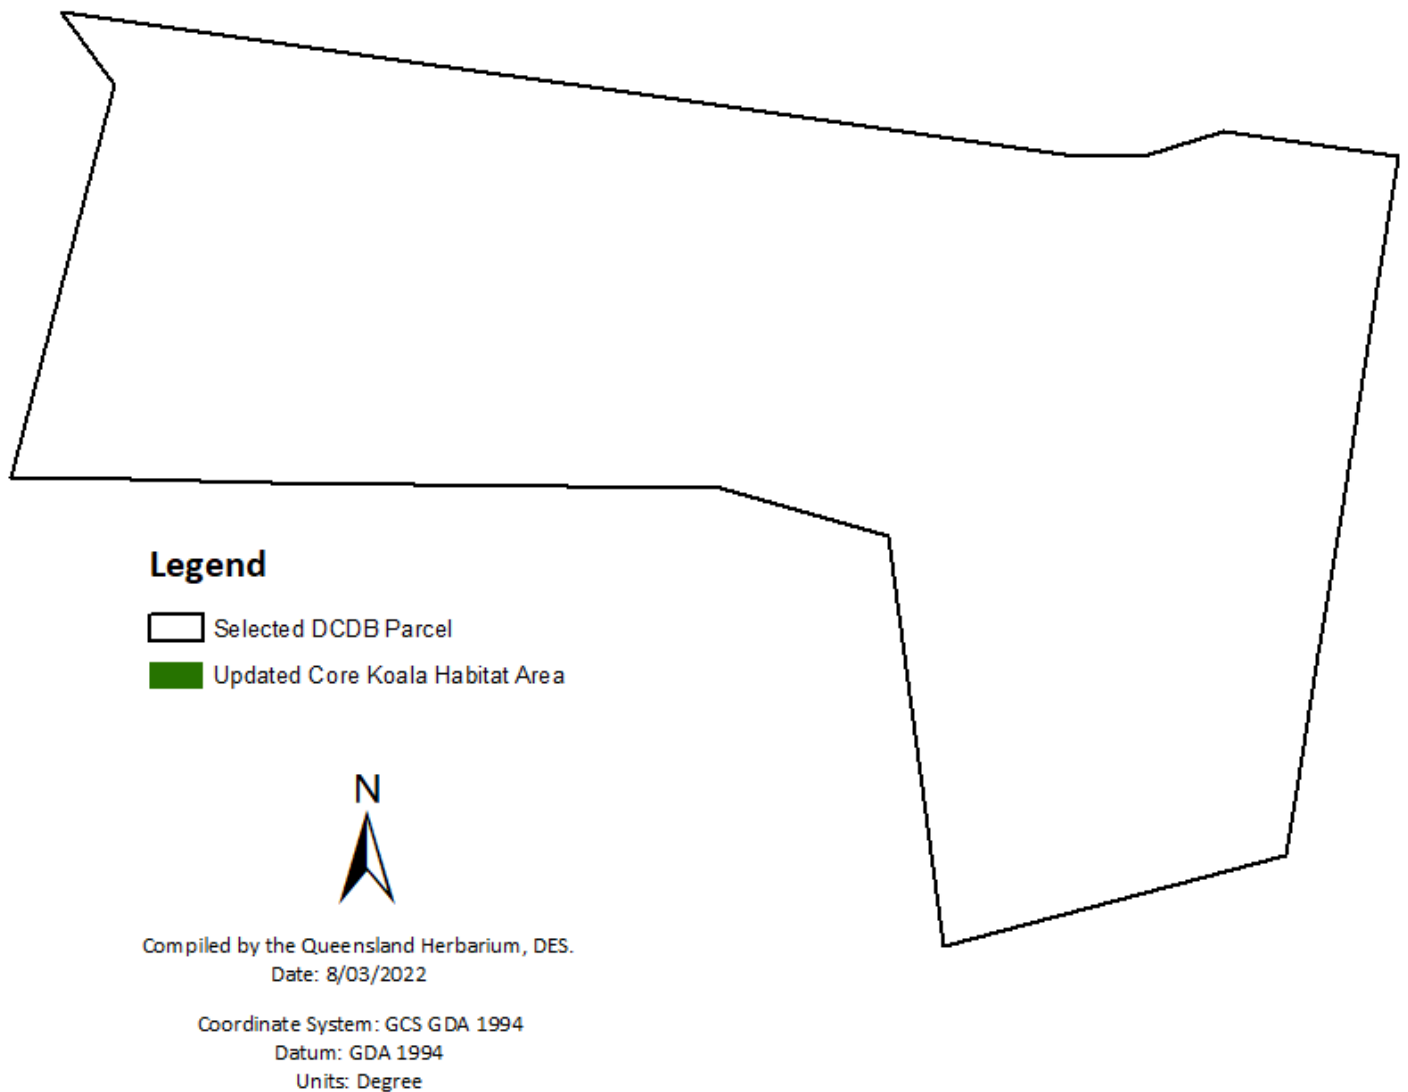 Legend
Selected DCDB Parcel
Updated Core Koala Habitat Area
N
Compiled by the Queensland Herbarium, DES.
Date: 8/03/2022
Coordinate System: GCS GDA 1994
Datum: GDA 1994
Units: Degree